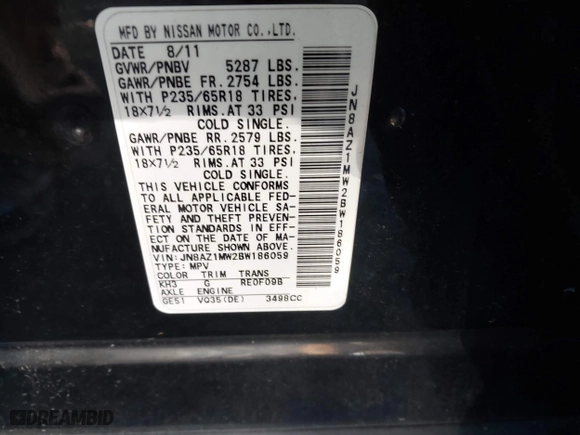 MFD BY NISSAN MOTOR CO.,LTD.
DATE 8/11
GVWR/PNBV 5287 LBS.
GAWR/PNBE FR. 2754 LBS.
WITH P235/65R18 TIRES.
18X7½ RIMS.AT 33 PSI
COLD SINGLE.
GAWR/PNBE RR. 2579 LBS.
WITH P235/65R18 TIRES.
18X7½ RIMS.AT 33 PSI
COLD SINGLE.
THIS VEHICLE CONFORMS
TO ALL APPLICABLE FED-
ERAL MOTOR VEHICLE SA-
FETY AND THEFT PREVEN-
TION STANDARDS IN EFFECT
ON THE DATE OF MA-
NUFACTURE SHOWN ABOVE.
VIN: JN8AZ1MW2BW186059
TYPE: MPV
COLOR TRIM TRANS
KH3 G RE0F09B
AXLE ENGINE
GE51 VQ35(DE) 3498CC
JN8AZ1MW2BW186059
DREAMBID